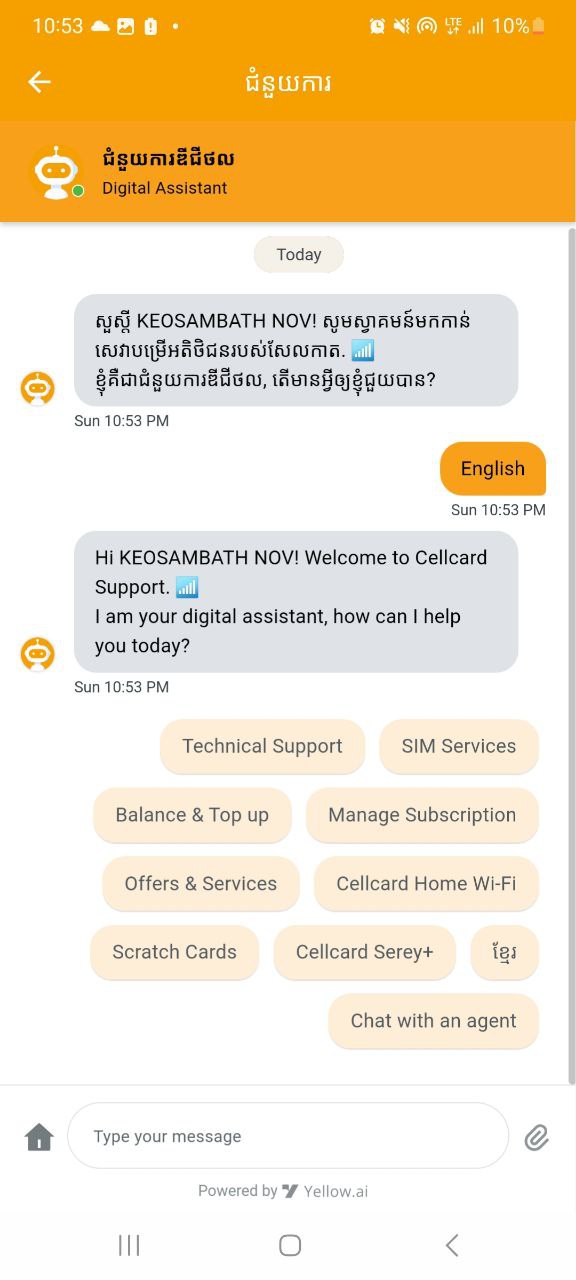 10:53 LTE 10%
ជំនួយការ
ជំនួយការឌីជីថល
Digital Assistant
Today
សួស្តី KEOSAMBATH NOV! សូមស្វាគមន៍មកកាន់
សេវាបម្រើអតិថិជនរបស់សែលកាត.
ខ្ញុំគឺជាជំនួយការឌីជីថល, តើមានអ្វីឲ្យខ្ញុំជួយបាន?
Sun 10:53 PM
English
Sun 10:53 PM
Hi KEOSAMBATH NOV! Welcome to Cellcard
Support.
I am your digital assistant, how can I help
you today?
Sun 10:53 PM
Technical Support SIM Services
Balance & Top up Manage Subscription
Offers & Services Cellcard Home Wi-Fi
Scratch Cards Cellcard Serey+ ខ្មែរ
Chat with an agent
Type your message
Powered by Yellow.ai